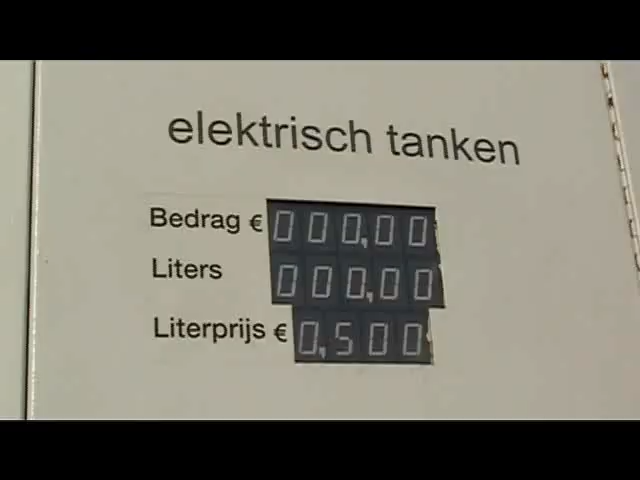 elektrisch tanken
Bedrag € 000,00
Liters 000,00
Literprijs € 0,500